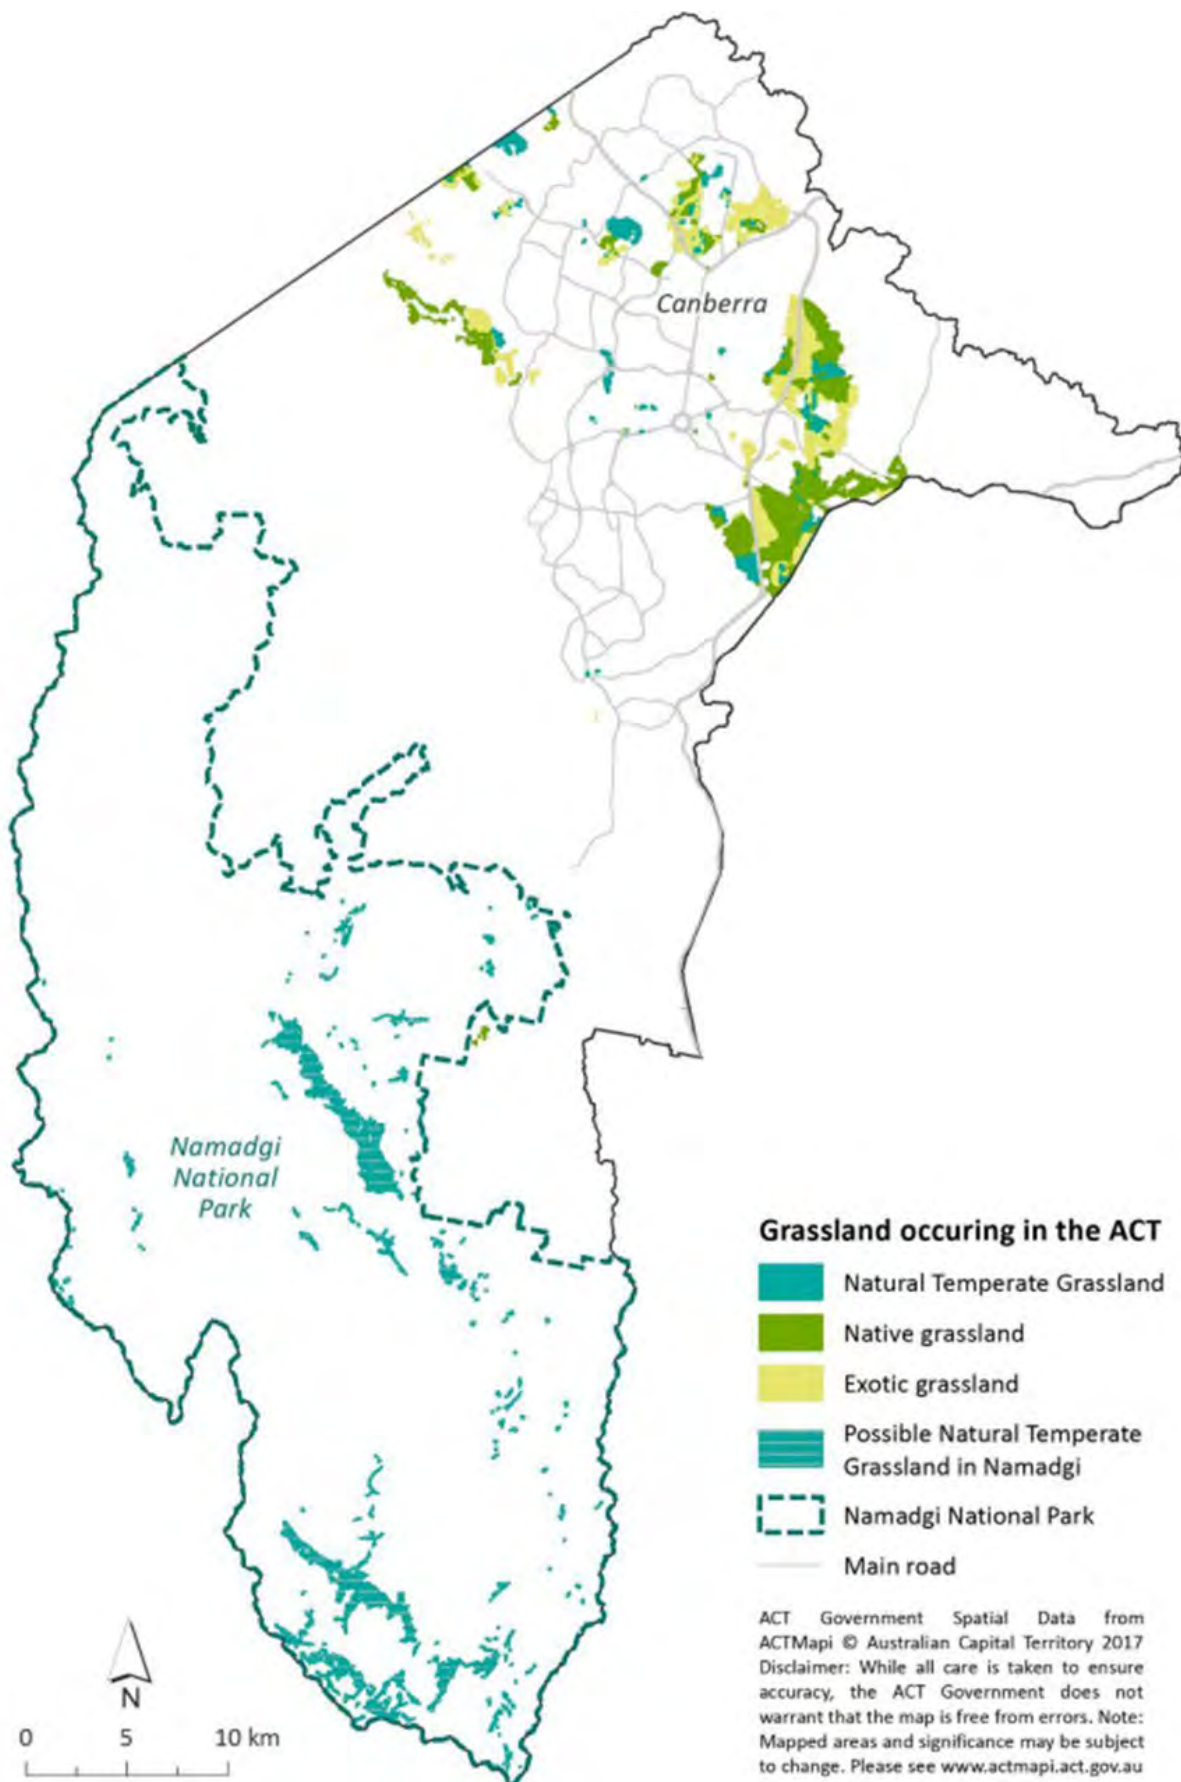 Canberra
Namadgi
National
Park
Grassland occuring in the ACT
Natural Temperate Grassland
Native grassland
Exotic grassland
Possible Natural Temperate
Grassland in Namadgi
Namadgi National Park
Main road
ACT Government Spatial Data from
ACTMapi © Australian Capital Territory 2017
Disclaimer: While all care is taken to ensure
accuracy, the ACT Government does not
warrant that the map is free from errors. Note:
Mapped areas and significance may be subject
to change. Please see www.actmapi.act.gov.au
N
0 5 10 km